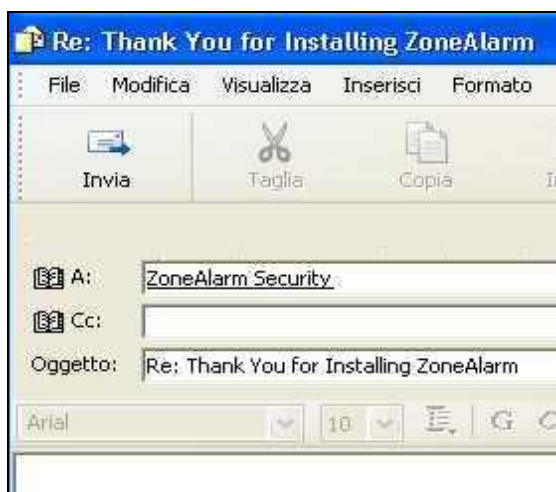 Re: Thank You for Installing ZoneAlarm
File Modifica Visualizza Inserisci Formato
Invia Taglia Copia
A: ZoneAlarm Security
Cc:
Oggetto: Re: Thank You for Installing ZoneAlarm
Arial 10 G